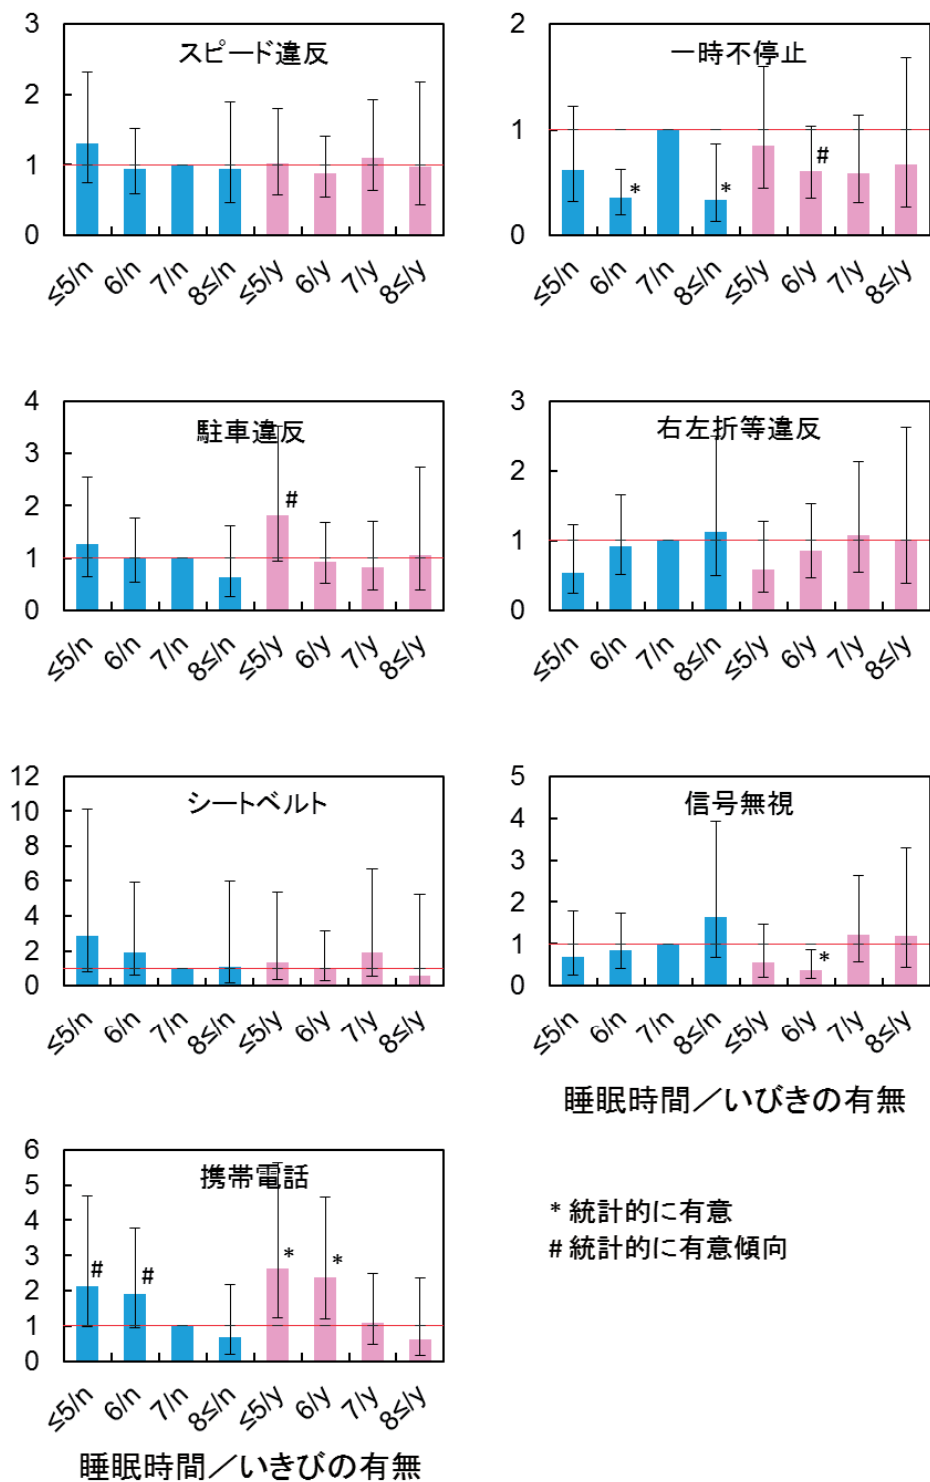 スピード違反
3
2
1
0
≤5/n 6/n 7/n 8≤/n ≤5/y 6/y 7/y 8≤/y
一時不停止
2
1
0
* * #
≤5/n 6/n 7/n 8≤/n ≤5/y 6/y 7/y 8≤/y
駐車違反
4
3
2
1
0
#
≤5/n 6/n 7/n 8≤/n ≤5/y 6/y 7/y 8≤/y
右左折等違反
3
2
1
0
≤5/n 6/n 7/n 8≤/n ≤5/y 6/y 7/y 8≤/y
シートベルト
12
10
8
6
4
2
0
≤5/n 6/n 7/n 8≤/n ≤5/y 6/y 7/y 8≤/y
信号無視
5
4
3
2
1
0
*
≤5/n 6/n 7/n 8≤/n ≤5/y 6/y 7/y 8≤/y
睡眠時間／いびきの有無
携帯電話
6
5
4
3
2
1
0
# # * *
≤5/n 6/n 7/n 8≤/n ≤5/y 6/y 7/y 8≤/y
睡眠時間／いきびの有無
* 統計的に有意
# 統計的に有意傾向